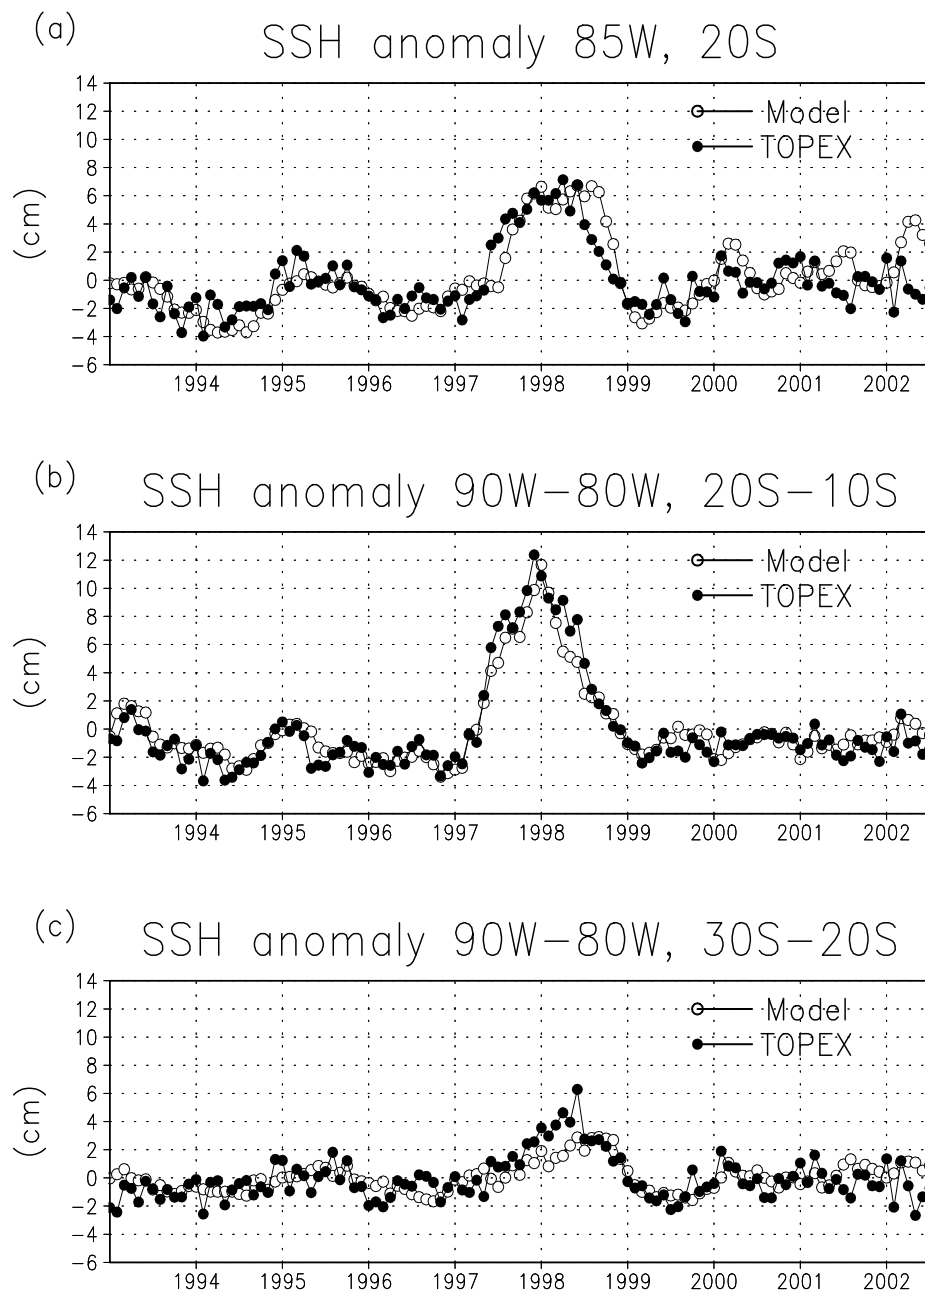 (a)
SSH anomaly 85W, 20S
14
12
10
8
6
4
2
0
−2
−4
−6
(cm)
Model
TOPEX
1994 1995 1996 1997 1998 1999 2000 2001 2002
(b)
SSH anomaly 90W−80W, 20S−10S
14
12
10
8
6
4
2
0
−2
−4
−6
(cm)
Model
TOPEX
1994 1995 1996 1997 1998 1999 2000 2001 2002
(c)
SSH anomaly 90W−80W, 30S−20S
14
12
10
8
6
4
2
0
−2
−4
−6
(cm)
Model
TOPEX
1994 1995 1996 1997 1998 1999 2000 2001 2002